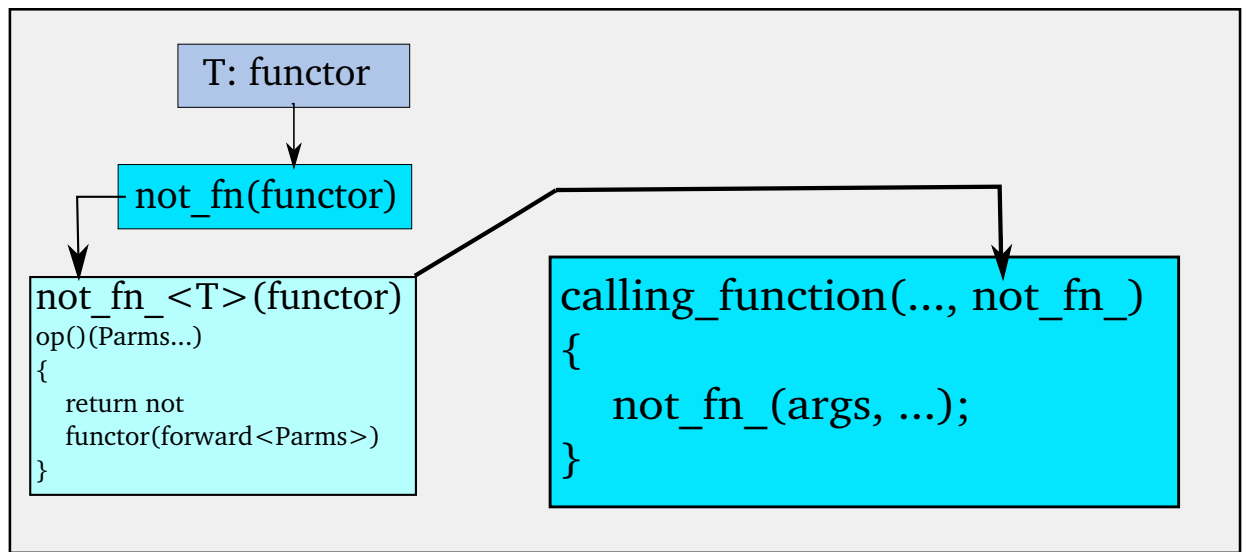 T: functor
not_fn(functor)
not_fn_<T>(functor)
op()(Parms...)
{
return not
functor(forward<Parms>)
}
calling_function(..., not_fn_)
{
not_fn_(args, ...);
}